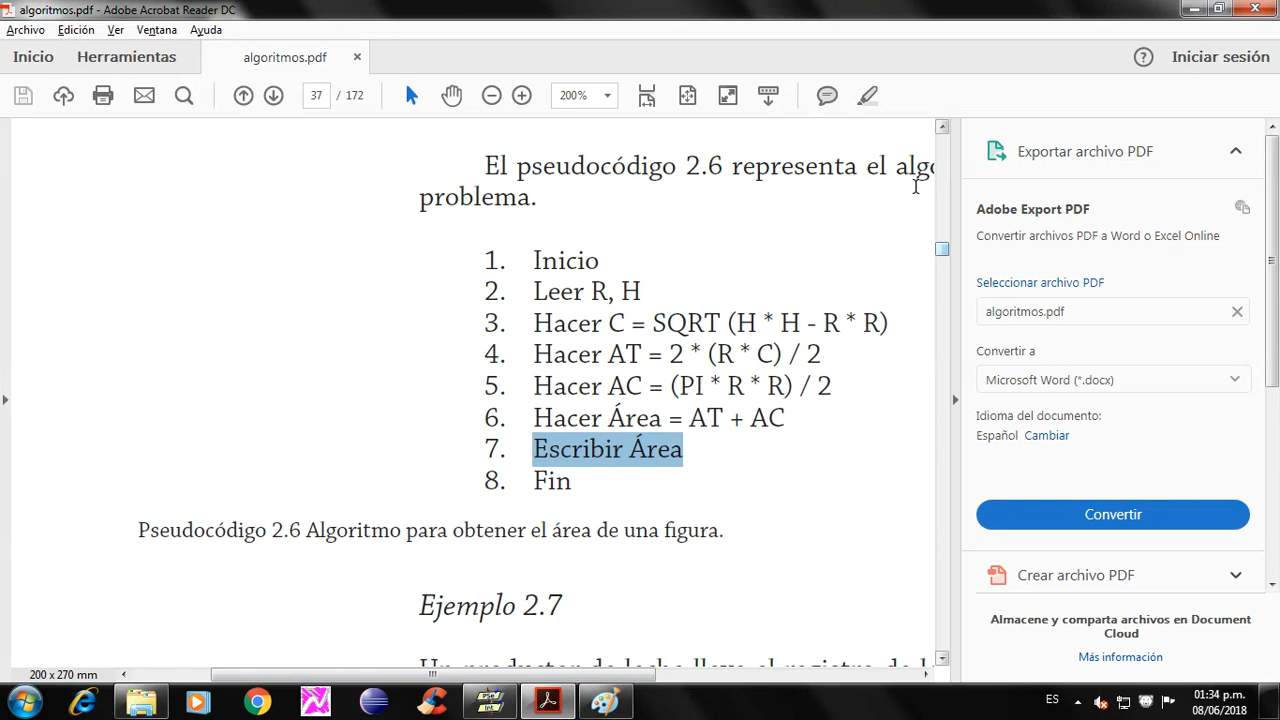 algoritmos.pdf - Adobe Acrobat Reader DC
Archivo Edición Ver Ventana Ayuda
Inicio Herramientas algoritmos.pdf × Iniciar sesión
37 / 172 200%
El pseudocódigo 2.6 representa el algo
problema.
1. Inicio
2. Leer R, H
3. Hacer C = SQRT (H * H - R * R)
4. Hacer AT = 2 * (R * C) / 2
5. Hacer AC = (PI * R * R) / 2
6. Hacer Área = AT + AC
7. Escribir Área
8. Fin
Pseudocódigo 2.6 Algoritmo para obtener el área de una figura.
Ejemplo 2.7
200 x 270 mm
Exportar archivo PDF
Adobe Export PDF
Convertir archivos PDF a Word o Excel Online
Seleccionar archivo PDF
algoritmos.pdf
Convertir a
Microsoft Word (*.docx)
Idioma del documento:
Español Cambiar
Convertir
Crear archivo PDF
Almacene y comparta archivos en Document
Cloud
Más información
ES
01:34 p.m.
08/06/2018